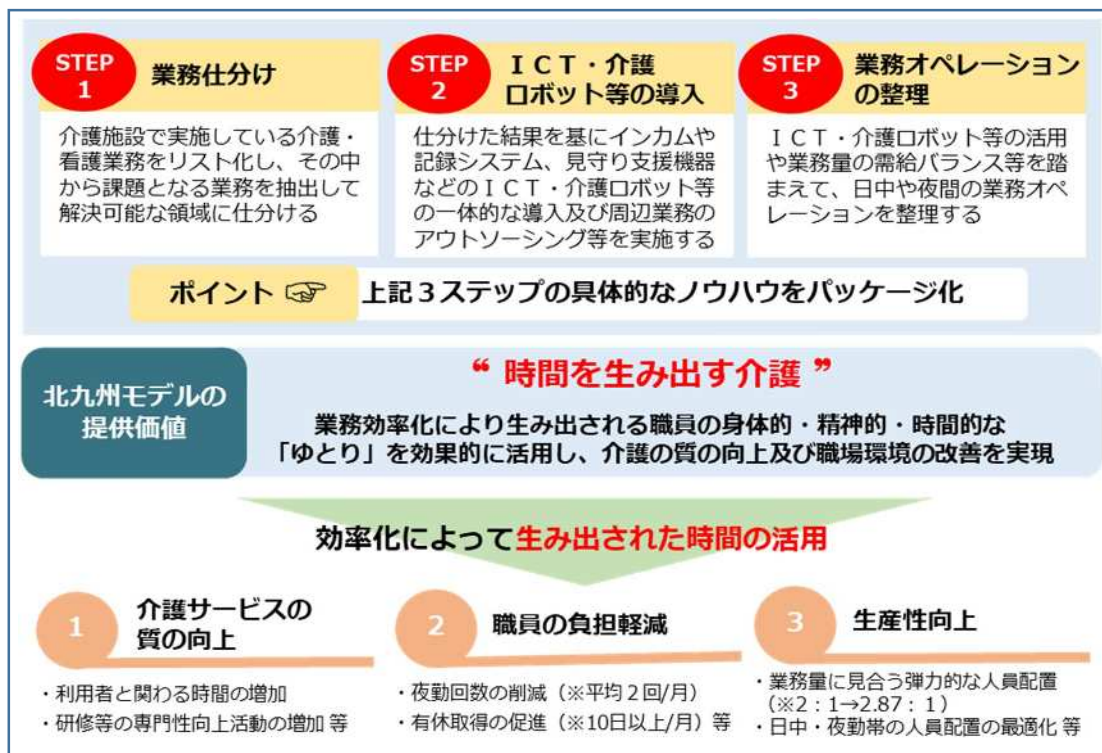 STEP
1
業務仕分け
介護施設で実施している介護・
看護業務をリスト化し、その中
から課題となる業務を抽出して
解決可能な領域に仕分ける
STEP
2
ＩＣＴ・介護
ロボット等の導入
仕分けた結果を基にインカムや
記録システム、見守り支援機器
などのＩＣＴ・介護ロボット等
の一体的な導入及び周辺業務の
アウトソーシング等を実施する
STEP
3
業務オペレーション
の整理
ＩＣＴ・介護ロボット等の活用
や業務量の需給バランス等を踏
まえて、日中や夜間の業務オペ
レーションを整理する
ポイント ☞ 上記３ステップの具体的なノウハウをパッケージ化
北九州モデルの
提供価値
“ 時間を生み出す介護 ”
業務効率化により生み出される職員の身体的・精神的・時間的な
「ゆとり」を効果的に活用し、介護の質の向上及び職場環境の改善を実現
効率化によって生み出された時間の活用
1
介護サービスの
質の向上
・利用者と関わる時間の増加
・研修等の専門性向上活動の増加 等
2
職員の負担軽減
・夜勤回数の削減（※平均２回/月）
・有休取得の促進（※10日以上/月）等
3
生産性向上
・業務量に見合う弾力的な人員配置
（※2：1→2.87：1）
・日中・夜勤帯の人員配置の最適化 等